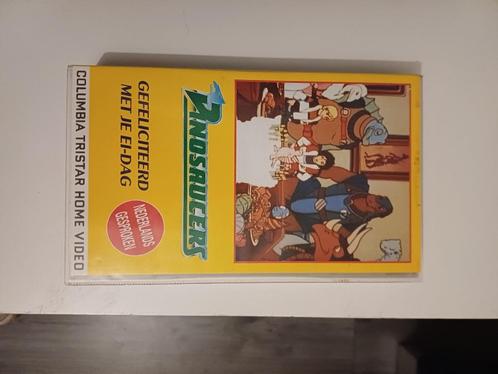 DINOSAUCERS
GEFELICITEERD
MET JE EI-DAG
NEDERLANDS
GESPROKEN
COLUMBIA TRISTAR HOME VIDEO